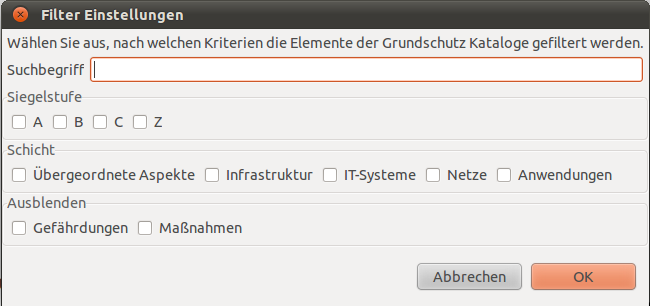 Filter Einstellungen
Wählen Sie aus, nach welchen Kriterien die Elemente der Grundschutz Kataloge gefiltert werden.
Suchbegriff
Siegelstufe
A B C Z
Schicht
Übergeordnete Aspekte Infrastruktur IT-Systeme Netze Anwendungen
Ausblenden
Gefährdungen Maßnahmen
Abbrechen OK